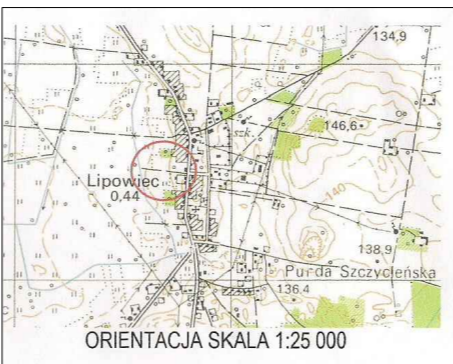 134,9
146,6
szk.
Lipowiec
0,44
140
138,9
Purda Szczycieńska
136,4
ORIENTACJA SKALA 1:25 000